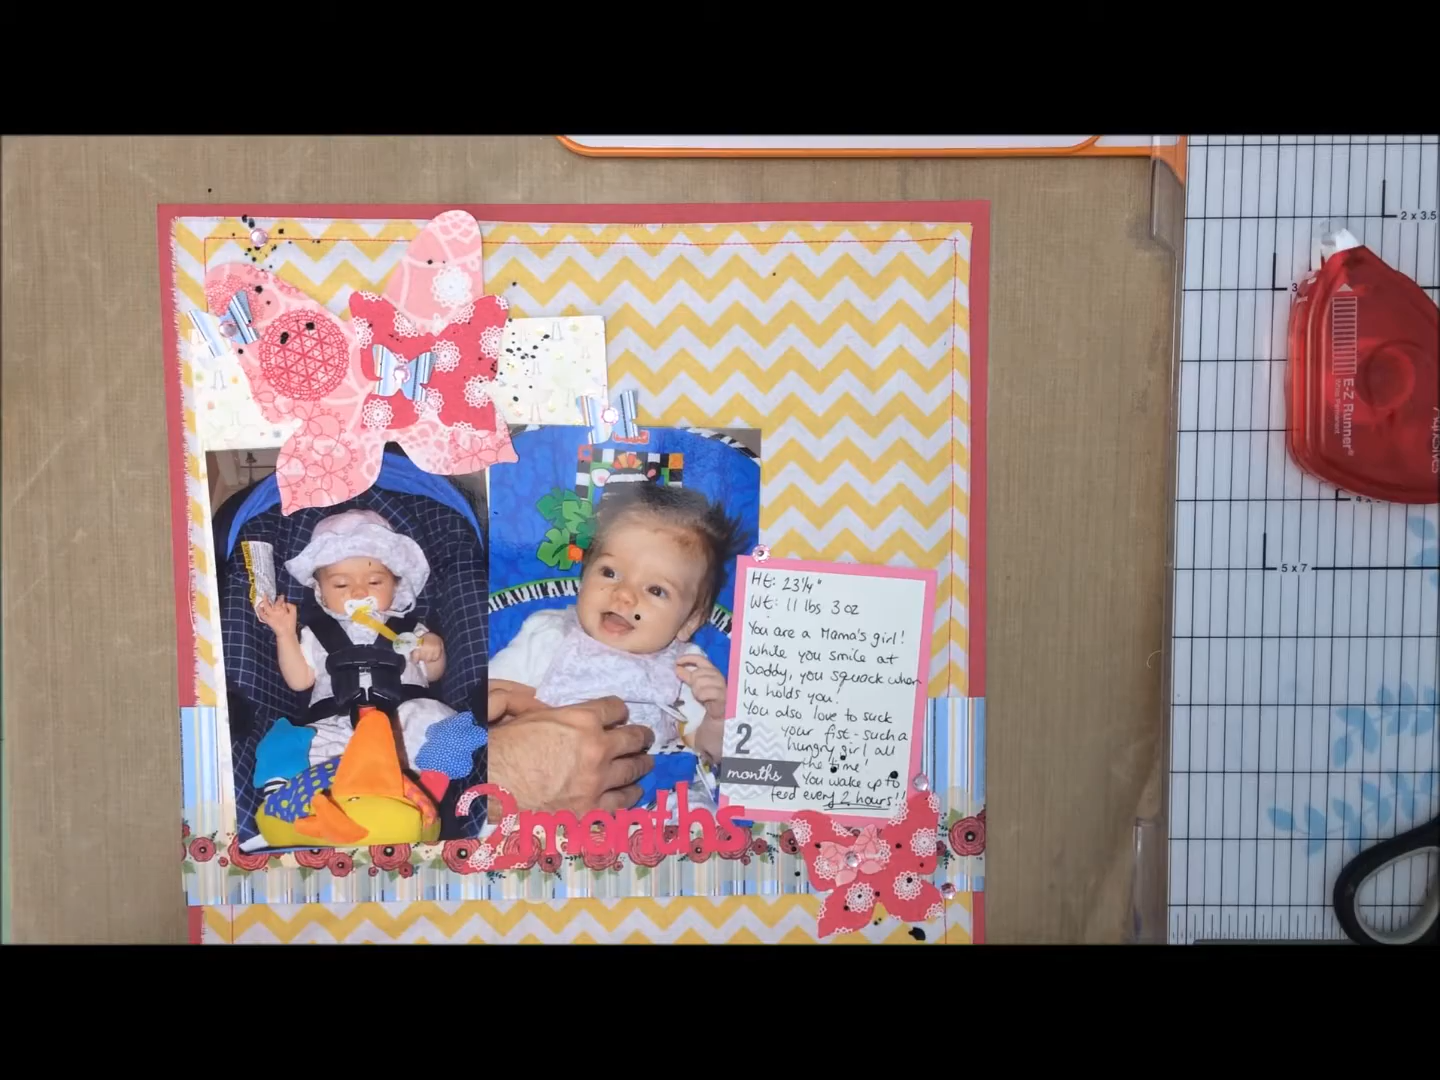 2 x 3.5
E-Z Runner®
5 x 7
Ht: 23¼"
Wt: 11 lbs 3 oz
You are a Mama's girl!
While you smile at
Daddy, you squack when
he holds you!
You also love to suck
your fist - such a
hungry girl all
the time!
You wake up to
feed every 2 hours!!
2
months
2 months